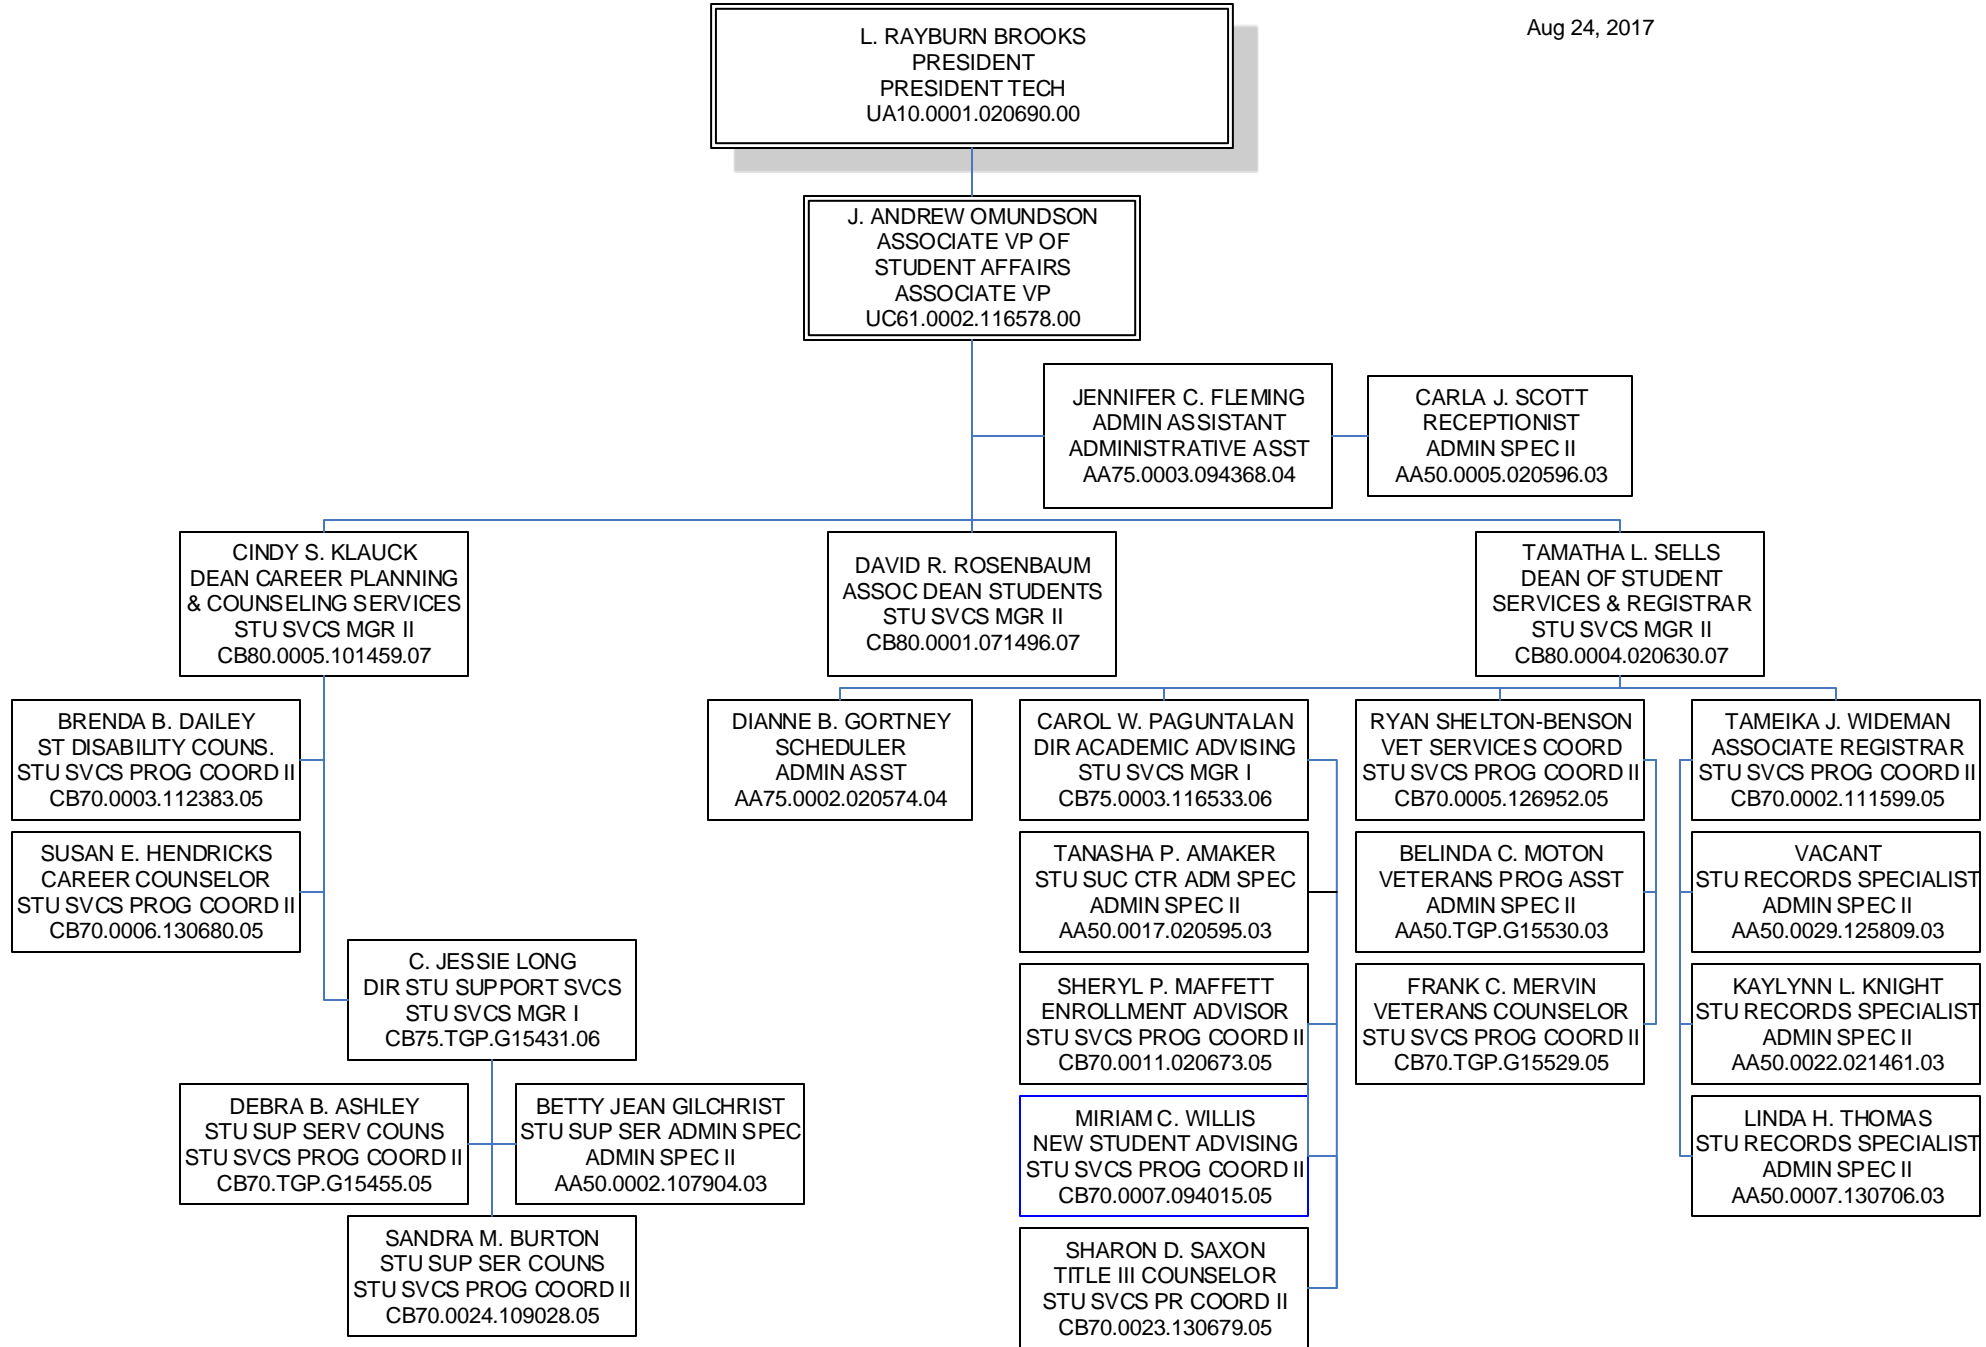 Aug 24, 2017
L. RAYBURN BROOKS
PRESIDENT
PRESIDENT TECH
UA10.0001.020690.00
J. ANDREW OMUNDSON
ASSOCIATE VP OF
STUDENT AFFAIRS
ASSOCIATE VP
UC61.0002.116578.00
JENNIFER C. FLEMING
ADMIN ASSISTANT
ADMINISTRATIVE ASST
AA75.0003.094368.04
CARLA J. SCOTT
RECEPTIONIST
ADMIN SPEC II
AA50.0005.020596.03
CINDY S. KLAUCK
DEAN CAREER PLANNING
& COUNSELING SERVICES
STU SVCS MGR II
CB80.0005.101459.07
DAVID R. ROSENBAUM
ASSOC DEAN STUDENTS
STU SVCS MGR II
CB80.0001.071496.07
TAMATHA L. SELLS
DEAN OF STUDENT
SERVICES & REGISTRAR
STU SVCS MGR II
CB80.0004.020630.07
BRENDA B. DAILEY
ST DISABILITY COUNS.
STU SVCS PROG COORD II
CB70.0003.112383.05
SUSAN E. HENDRICKS
CAREER COUNSELOR
STU SVCS PROG COORD II
CB70.0006.130680.05
C. JESSIE LONG
DIR STU SUPPORT SVCS
STU SVCS MGR I
CB75.TGP.G15431.06
DEBRA B. ASHLEY
STU SUP SERV COUNS
STU SVCS PROG COORD II
CB70.TGP.G15455.05
BETTY JEAN GILCHRIST
STU SUP SER ADMIN SPEC
ADMIN SPEC II
AA50.0002.107904.03
SANDRA M. BURTON
STU SUP SER COUNS
STU SVCS PROG COORD II
CB70.0024.109028.05
DIANNE B. GORTNEY
SCHEDULER
ADMIN ASST
AA75.0002.020574.04
CAROL W. PAGUNTALAN
DIR ACADEMIC ADVISING
STU SVCS MGR I
CB75.0003.116533.06
TANASHA P. AMAKER
STU SUC CTR ADM SPEC
ADMIN SPEC II
AA50.0017.020595.03
SHERYL P. MAFFETT
ENROLLMENT ADVISOR
STU SVCS PROG COORD II
CB70.0011.020673.05
MIRIAM C. WILLIS
NEW STUDENT ADVISING
STU SVCS PROG COORD II
CB70.0007.094015.05
SHARON D. SAXON
TITLE III COUNSELOR
STU SVCS PR COORD II
CB70.0023.130679.05
RYAN SHELTON-BENSON
VET SERVICES COORD
STU SVCS PROG COORD II
CB70.0005.126952.05
BELINDA C. MOTON
VETERANS PROG ASST
ADMIN SPEC II
AA50.TGP.G15530.03
FRANK C. MERVIN
VETERANS COUNSELOR
STU SVCS PROG COORD II
CB70.TGP.G15529.05
TAMEIKA J. WIDEMAN
ASSOCIATE REGISTRAR
STU SVCS PROG COORD II
CB70.0002.111599.05
VACANT
STU RECORDS SPECIALIST
ADMIN SPEC II
AA50.0029.125809.03
KAYLYNN L. KNIGHT
STU RECORDS SPECIALIST
ADMIN SPEC II
AA50.0022.021461.03
LINDA H. THOMAS
STU RECORDS SPECIALIST
ADMIN SPEC II
AA50.0007.130706.03